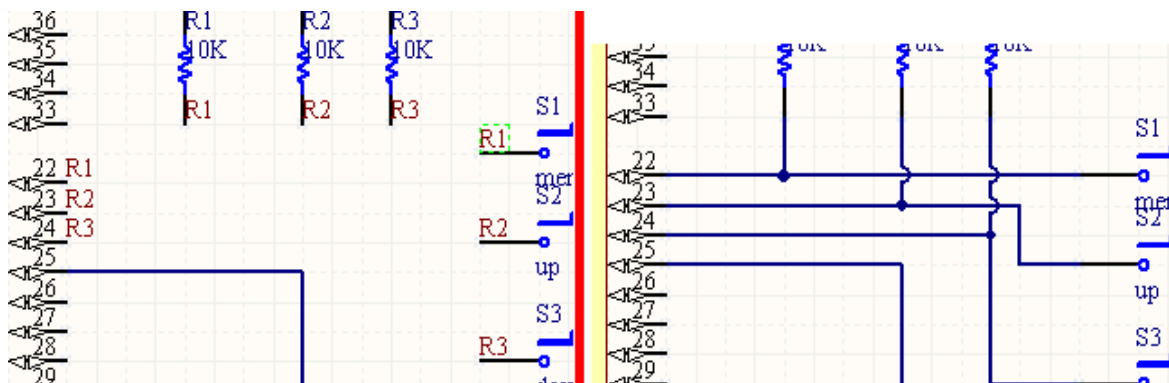 36 R1 R2 R3
35 10K 10K 10K
34
33 R1 R2 R3
S1
R1
22 R1
23 R2
24 R3
S2
R2
25
up
26
27
S3
28 R3
29
34
33
S1
22
23
S2
24
25
up
26
27
28
S3
29